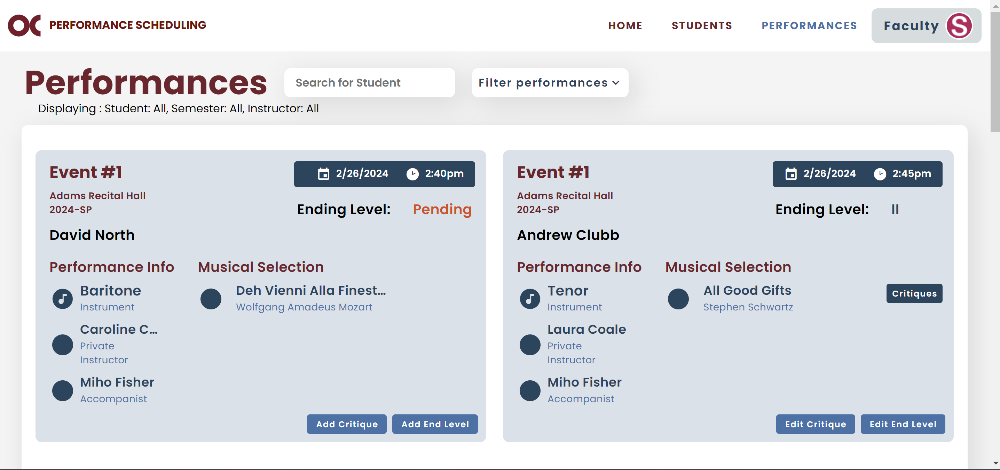 OC PERFORMANCE SCHEDULING
HOME STUDENTS PERFORMANCES Faculty S
Performances
Search for Student
Filter performances
Displaying : Student: All, Semester: All, Instructor: All
Event #1
2/26/2024 2:40pm
Adams Recital Hall
2024-SP
Ending Level: Pending
David North
Performance Info
Musical Selection
Baritone
Instrument
Deh Vienni Alla Finest...
Wolfgang Amadeus Mozart
Caroline C...
Private
Instructor
Miho Fisher
Accompanist
Add Critique
Add End Level
Event #1
2/26/2024 2:45pm
Adams Recital Hall
2024-SP
Ending Level: II
Andrew Clubb
Performance Info
Musical Selection
Tenor
Instrument
All Good Gifts
Stephen Schwartz
Critiques
Laura Coale
Private
Instructor
Miho Fisher
Accompanist
Edit Critique
Edit End Level